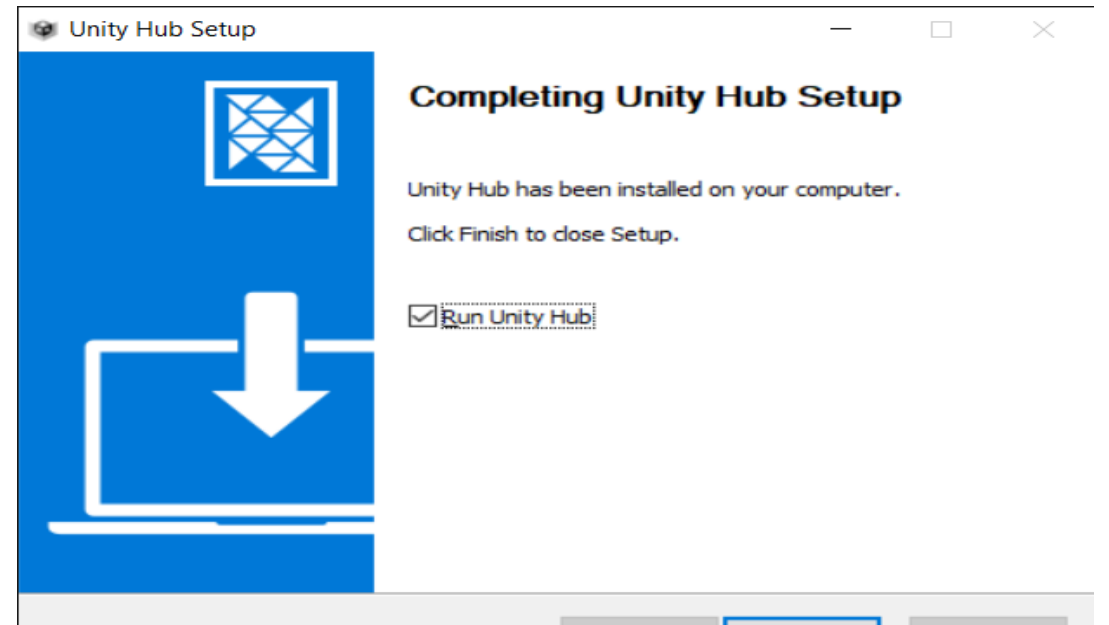 Unity Hub Setup
Completing Unity Hub Setup
Unity Hub has been installed on your computer.
Click Finish to close Setup.
Run Unity Hub